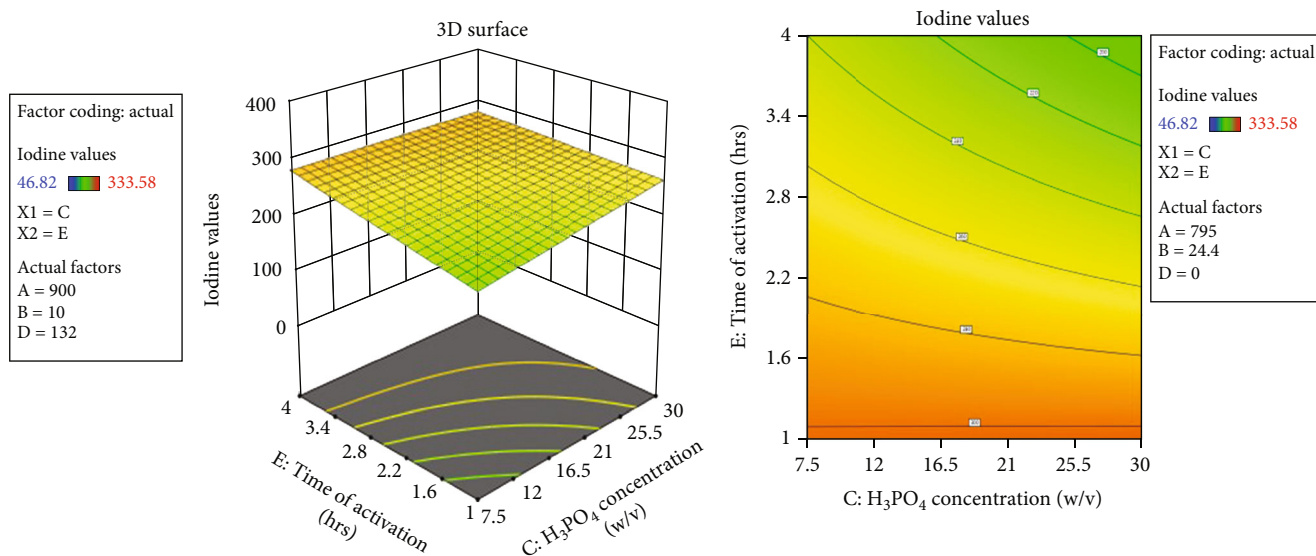 3D surface
Factor coding: actual
Iodine values
46.82 333.58
X1 = C
X2 = E
Actual factors
A = 900
B = 10
D = 132
Iodine values
400
300
200
100
0
4
3.4
2.8
2.2
1.6
1
E: Time of activation
(hrs)
7.5
12
16.5
21
25.5
30
C: H₃PO₄ concentration
(w/v)
Iodine values
E: Time of activation (hrs)
4
3.4
2.8
2.2
1.6
1
7.5 12 16.5 21 25.5 30
C: H₃PO₄ concentration (w/v)
Factor coding: actual
Iodine values
46.82 333.58
X1 = C
X2 = E
Actual factors
A = 795
B = 24.4
D = 0